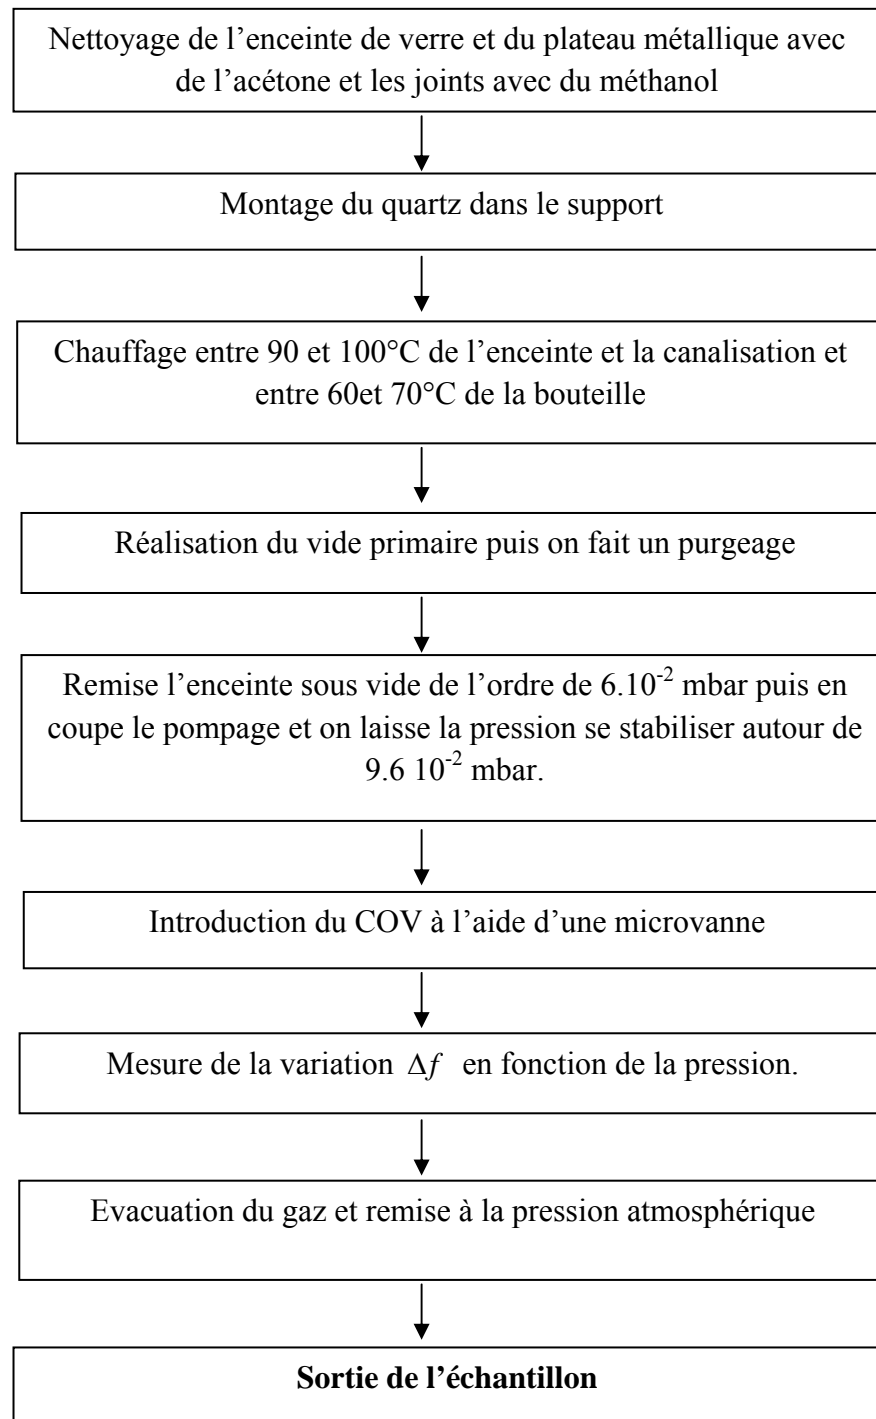 Nettoyage de l’enceinte de verre et du plateau métallique avec
de l’acétone et les joints avec du méthanol
Montage du quartz dans le support
Chauffage entre 90 et 100°C de l’enceinte et la canalisation et
entre 60et 70°C de la bouteille
Réalisation du vide primaire puis on fait un purgeage
Remise l’enceinte sous vide de l’ordre de 6.10⁻² mbar puis en
coupe le pompage et on laisse la pression se stabiliser autour de
9.6 10⁻² mbar.
Introduction du COV à l’aide d’une microvanne
Mesure de la variation Δf en fonction de la pression.
Evacuation du gaz et remise à la pression atmosphérique
Sortie de l’échantillon